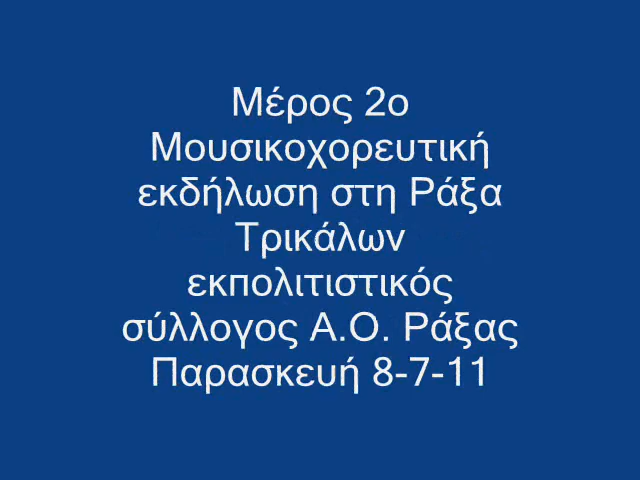 Μέρος 2ο
Μουσικοχορευτική
εκδήλωση στη Ράξα
Τρικάλων
εκπολιτιστικός
σύλλογος Α.Ο. Ράξας
Παρασκευή 8-7-11